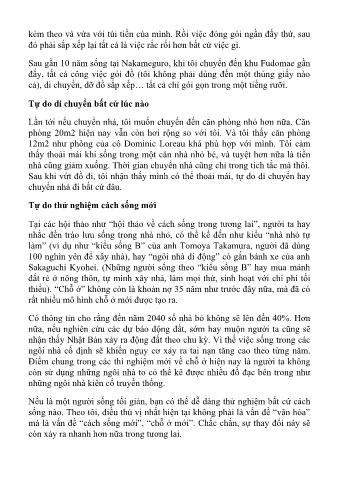 kém theo và vừa với túi tiền của mình. Rồi việc đóng gói ngần đấy thứ, sau
đó phải sắp xếp lại tất cả là việc rắc rối hơn bất cứ việc gì.
Sau gần 10 năm sống tại Nakameguro, khi tôi chuyển đến khu Fudomae gần
đấy, tất cả công việc gói đồ (tôi không phải dùng đến một thùng giấy nào
cả), di chuyển, dỡ đồ sắp xếp… tất cả chỉ gói gọn trong một tiếng rưỡi.
Tự do di chuyển bất cứ lúc nào
Lần tới nếu chuyển nhà, tôi muốn chuyển đến căn phòng nhỏ hơn nữa. Căn
phòng 20m2 hiện nay vẫn còn hơi rộng so với tôi. Và tôi thấy căn phòng
12m2 như phòng của cô Dominic Loreau khá phù hợp với mình. Tôi cảm
thấy thoải mái khi sống trong một căn nhà nhỏ bé, và tuyệt hơn nữa là tiền
nhà cũng giảm xuống. Thời gian chuyển nhà cũng chỉ trong tích tắc mà thôi.
Sau khi vứt đồ đi, tôi nhận thấy mình có thể thoải mái, tự do di chuyển hay
chuyển nhà đi bất cứ đâu.
Tự do thử nghiệm cách sống mới
Tại các hội thảo như “hội thảo về cách sống trong tương lai”, người ta hay
nhắc đến trào lưu sống trong nhà nhỏ, có thể kể đến như kiểu “nhà nhỏ tự
làm” (ví dụ như “kiểu sống B” của anh Tomoya Takamura, người đã dùng
100 nghìn yên để xây nhà), hay “ngôi nhà di động” có gắn bánh xe của anh
Sakaguchi Kyohei. (Những người sống theo “kiểu sống B” hay mua mảnh
đất rẻ ở nông thôn, tự mình xây nhà, làm mọi thứ, sinh hoạt với chi phí tối
thiểu). “Chỗ ở” không còn là khoản nợ 35 năm như trước đây nữa, mà đã có
rất nhiều mô hình chỗ ở mới được tạo ra.
Có thông tin cho rằng đến năm 2040 số nhà bỏ không sẽ lên đến 40%. Hơn
nữa, nếu nghiên cứu các dự báo động đất, sớm hay muộn người ta cũng sẽ
nhận thấy Nhật Bản xảy ra động đất theo chu kỳ. Vì thế việc sống trong các
ngôi nhà cố định sẽ khiến nguy cơ xảy ra tai nạn tăng cao theo từng năm.
Điểm chung trong các thí nghiệm mới về chỗ ở hiện nay là người ta không
còn sử dụng những ngôi nhà to có thể kê được nhiều đồ đạc bên trong như
những ngôi nhà kiên cố truyền thống.
Nếu là một người sống tối giản, bạn có thể dễ dàng thử nghiệm bất cứ cách
sống nào. Theo tôi, điều thú vị nhất hiện tại không phải là vấn đề “văn hóa”
mà là vấn đề “cách sống mới”, “chỗ ở mới”. Chắc chắn, sự thay đổi này sẽ
còn xảy ra nhanh hơn nữa trong tương lai.